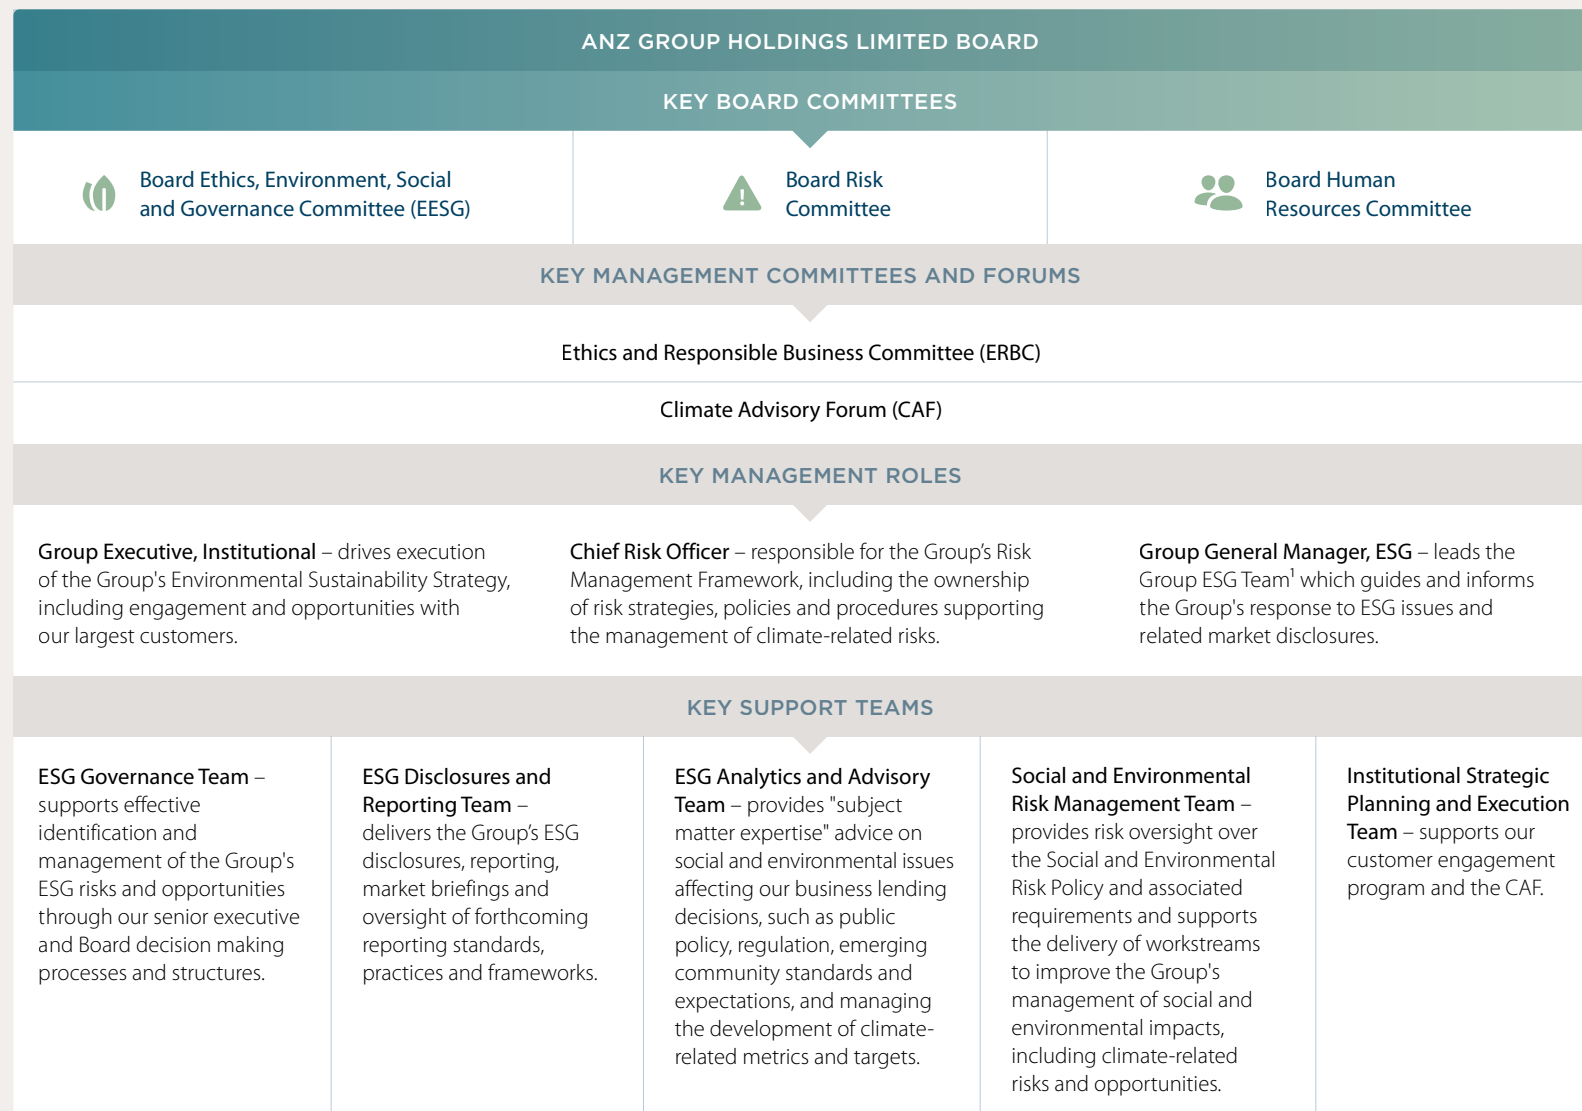 ANZ GROUP HOLDINGS LIMITED BOARD
KEY BOARD COMMITTEES
Board Ethics, Environment, Social
and Governance Committee (EESG)
Board Risk
Committee
Board Human
Resources Committee
KEY MANAGEMENT COMMITTEES AND FORUMS
Ethics and Responsible Business Committee (ERBC)
Climate Advisory Forum (CAF)
KEY MANAGEMENT ROLES
Group Executive, Institutional – drives execution
of the Group's Environmental Sustainability Strategy,
including engagement and opportunities with
our largest customers.
Chief Risk Officer – responsible for the Group's Risk
Management Framework, including the ownership
of risk strategies, policies and procedures supporting
the management of climate-related risks.
Group General Manager, ESG – leads the
Group ESG Team¹ which guides and informs
the Group's response to ESG issues and
related market disclosures.
KEY SUPPORT TEAMS
ESG Governance Team –
supports effective
identification and
management of the Group's
ESG risks and opportunities
through our senior executive
and Board decision making
processes and structures.
ESG Disclosures and
Reporting Team –
delivers the Group's ESG
disclosures, reporting,
market briefings and
oversight of forthcoming
reporting standards,
practices and frameworks.
ESG Analytics and Advisory
Team – provides "subject
matter expertise" advice on
social and environmental issues
affecting our business lending
decisions, such as public
policy, regulation, emerging
community standards and
expectations, and managing
the development of climate-
related metrics and targets.
Social and Environmental
Risk Management Team –
provides risk oversight over
the Social and Environmental
Risk Policy and associated
requirements and supports
the delivery of workstreams
to improve the Group's
management of social and
environmental impacts,
including climate-related
risks and opportunities.
Institutional Strategic
Planning and Execution
Team – supports our
customer engagement
program and the CAF.